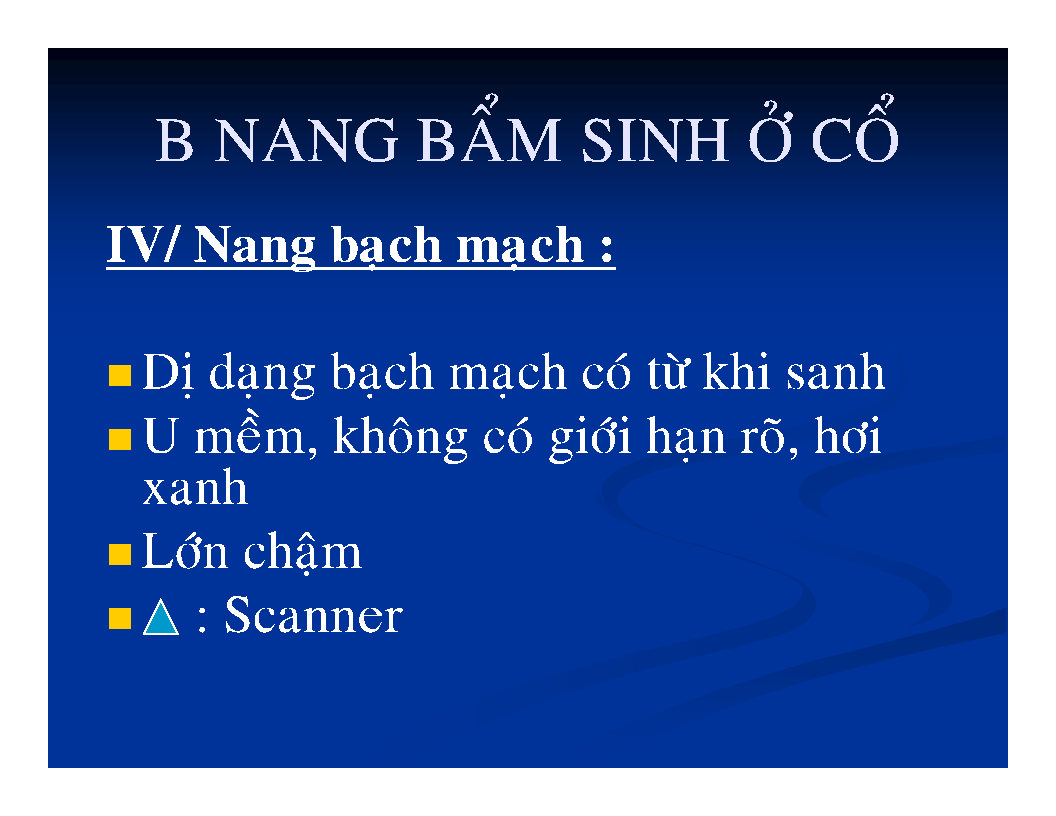 B NANG BẨM SINH Ở CỔ
IV/ Nang bạch mạch :
Dị dạng bạch mạch có từ khi sanh
U mềm, không có giới hạn rõ, hơi
xanh
Lớn chậm
: Scanner